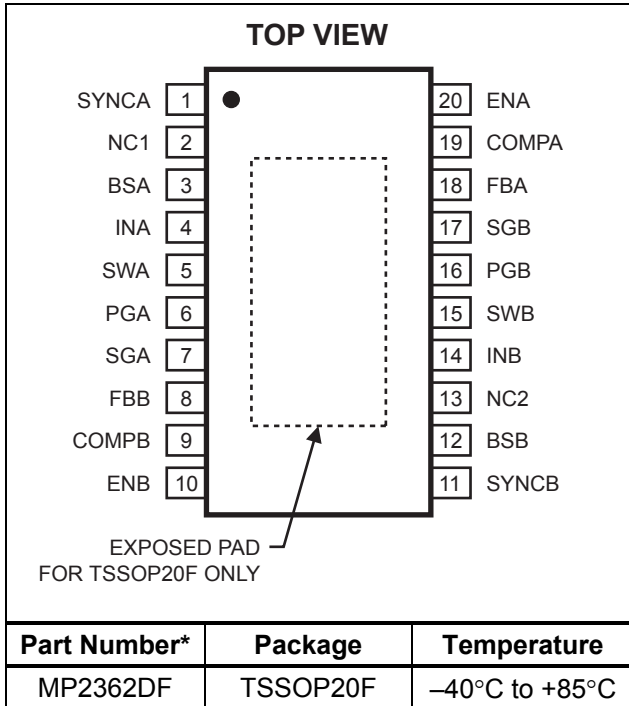 TOP VIEW
SYNCA 1 20 ENA
NC1 2 19 COMPA
BSA 3 18 FBA
INA 4 17 SGB
SWA 5 16 PGB
PGA 6 15 SWB
SGA 7 14 INB
FBB 8 13 NC2
COMPB 9 12 BSB
ENB 10 11 SYNCB
EXPOSED PAD
FOR TSSOP20F ONLY
Part Number* Package Temperature
MP2362DF TSSOP20F –40°C to +85°C